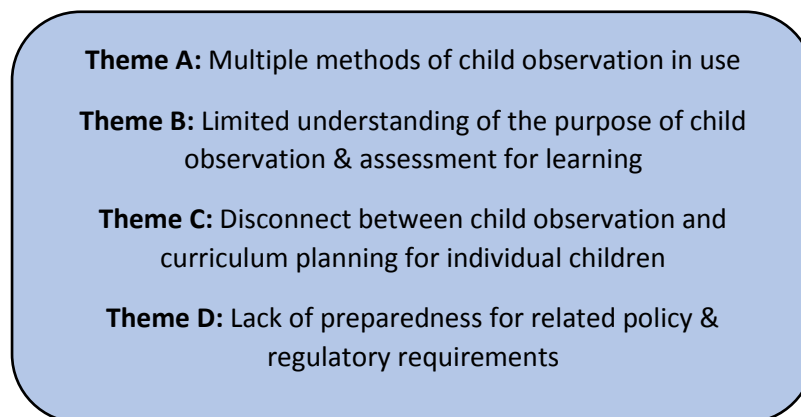 Theme A: Multiple methods of child observation in use
Theme B: Limited understanding of the purpose of child
observation & assessment for learning
Theme C: Disconnect between child observation and
curriculum planning for individual children
Theme D: Lack of preparedness for related policy &
regulatory requirements